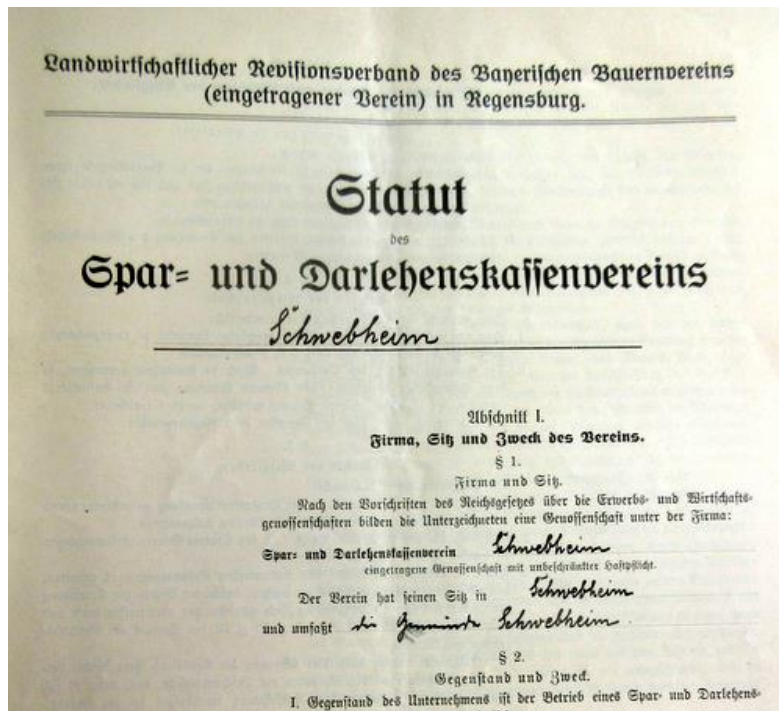 Landwirtschaftlicher Revisionsverband des Bayerischen Bauernvereins
(eingetragener Verein) in Regensburg.
Statut
des
Spar- und Darlehenskassenvereins
Schwebheim
Abschnitt I.
Firma, Sitz und Zweck des Vereins.
§ 1.
Firma und Sitz.
Nach den Vorschriften des Reichsgesetzes über die Erwerbs- und Wirtschafts-
genossenschaften bilden die Unterzeichneten eine Genossenschaft unter der Firma:
Spar- und Darlehenskassenverein Schwebheim
eingetragene Genossenschaft mit unbeschränkter Haftpflicht.
Der Verein hat seinen Sitz in Schwebheim
und umfaßt die Gemeinde Schwebheim.
§ 2.
Gegenstand und Zweck.
I. Gegenstand des Unternehmens ist der Betrieb eines Spar- und Darlehens-